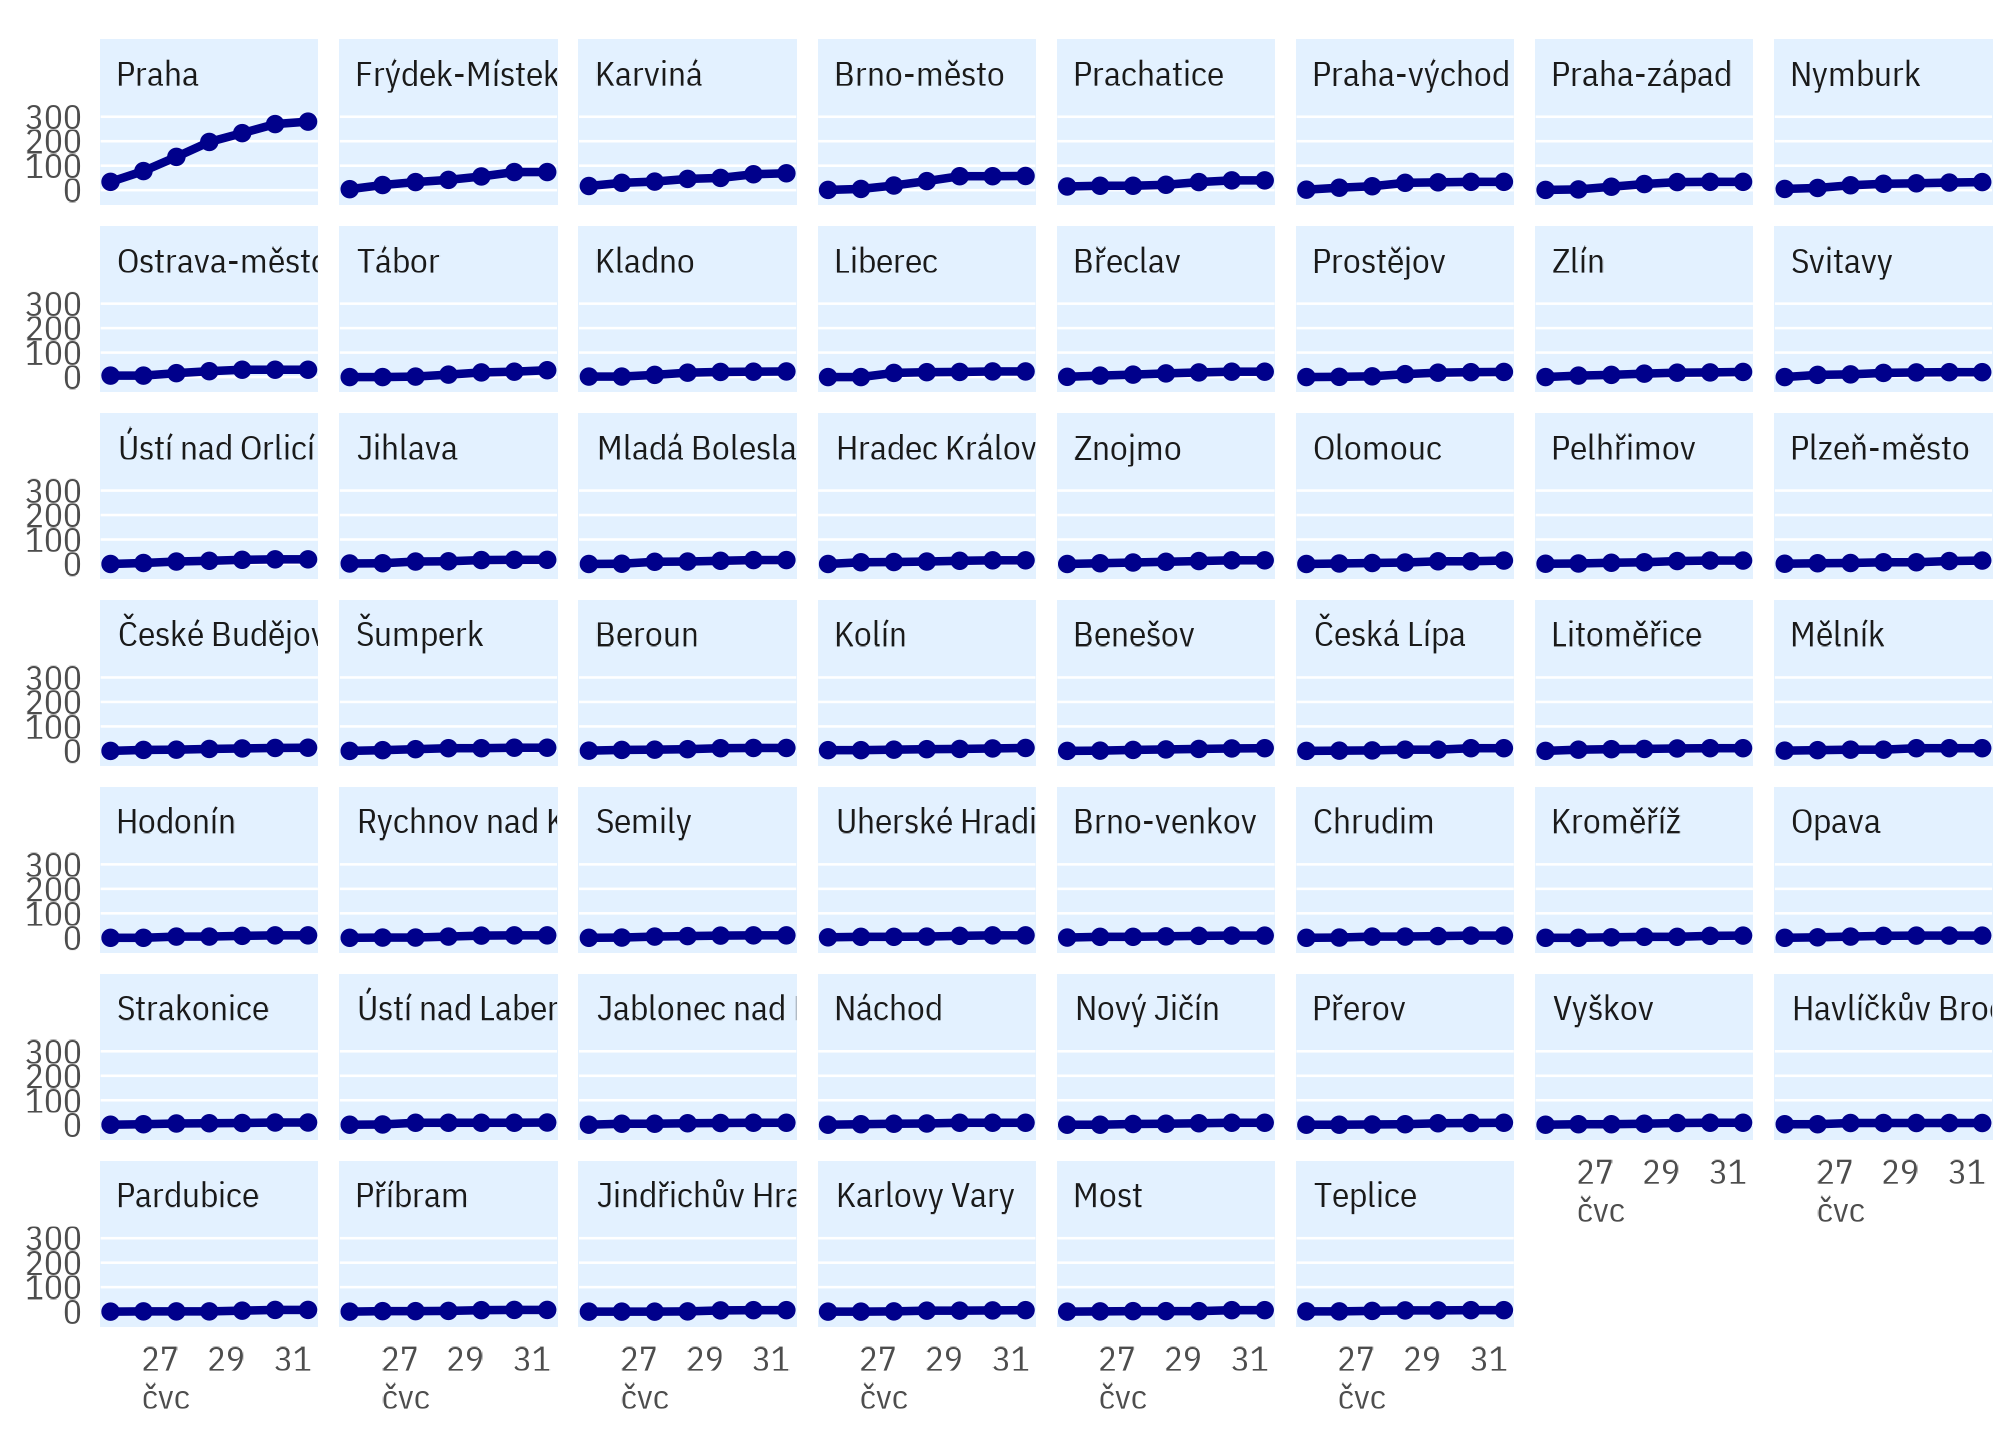 Praha Frýdek-Místek Karviná Brno-město Prachatice Praha-východ Praha-západ Nymburk
300
200
100
0
Ostrava-město Tábor Kladno Liberec Břeclav Prostějov Zlín Svitavy
300
200
100
0
Ústí nad Orlicí Jihlava Mladá Bolesla Hradec Králov Znojmo Olomouc Pelhřimov Plzeň-město
300
200
100
0
České Budějov Šumperk Beroun Kolín Benešov Česká Lípa Litoměřice Mělník
300
200
100
0
Hodonín Rychnov nad K Semily Uherské Hradi Brno-venkov Chrudim Kroměříž Opava
300
200
100
0
Strakonice Ústí nad Laber Jablonec nad Náchod Nový Jičín Přerov Vyškov Havlíčkův Bro
300
200
100
0
27 29 31 27 29 31
čvc čvc
Pardubice Příbram Jindřichův Hra Karlovy Vary Most Teplice
300
200
100
0
27 29 31 27 29 31 27 29 31 27 29 31 27 29 31 27 29 31
čvc čvc čvc čvc čvc čvc